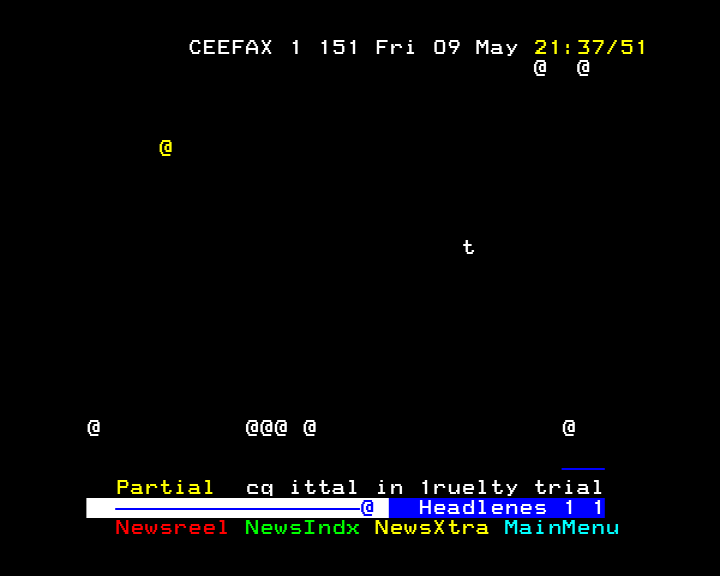 CEEFAX 1 151 Fri 09 May 21:37/51
@ @
@
t
@ @@@ @ @
Partial cq ittal in 1ruelty trial
@ Headlenes 1 1
Newsreel NewsIndx NewsXtra MainMenu